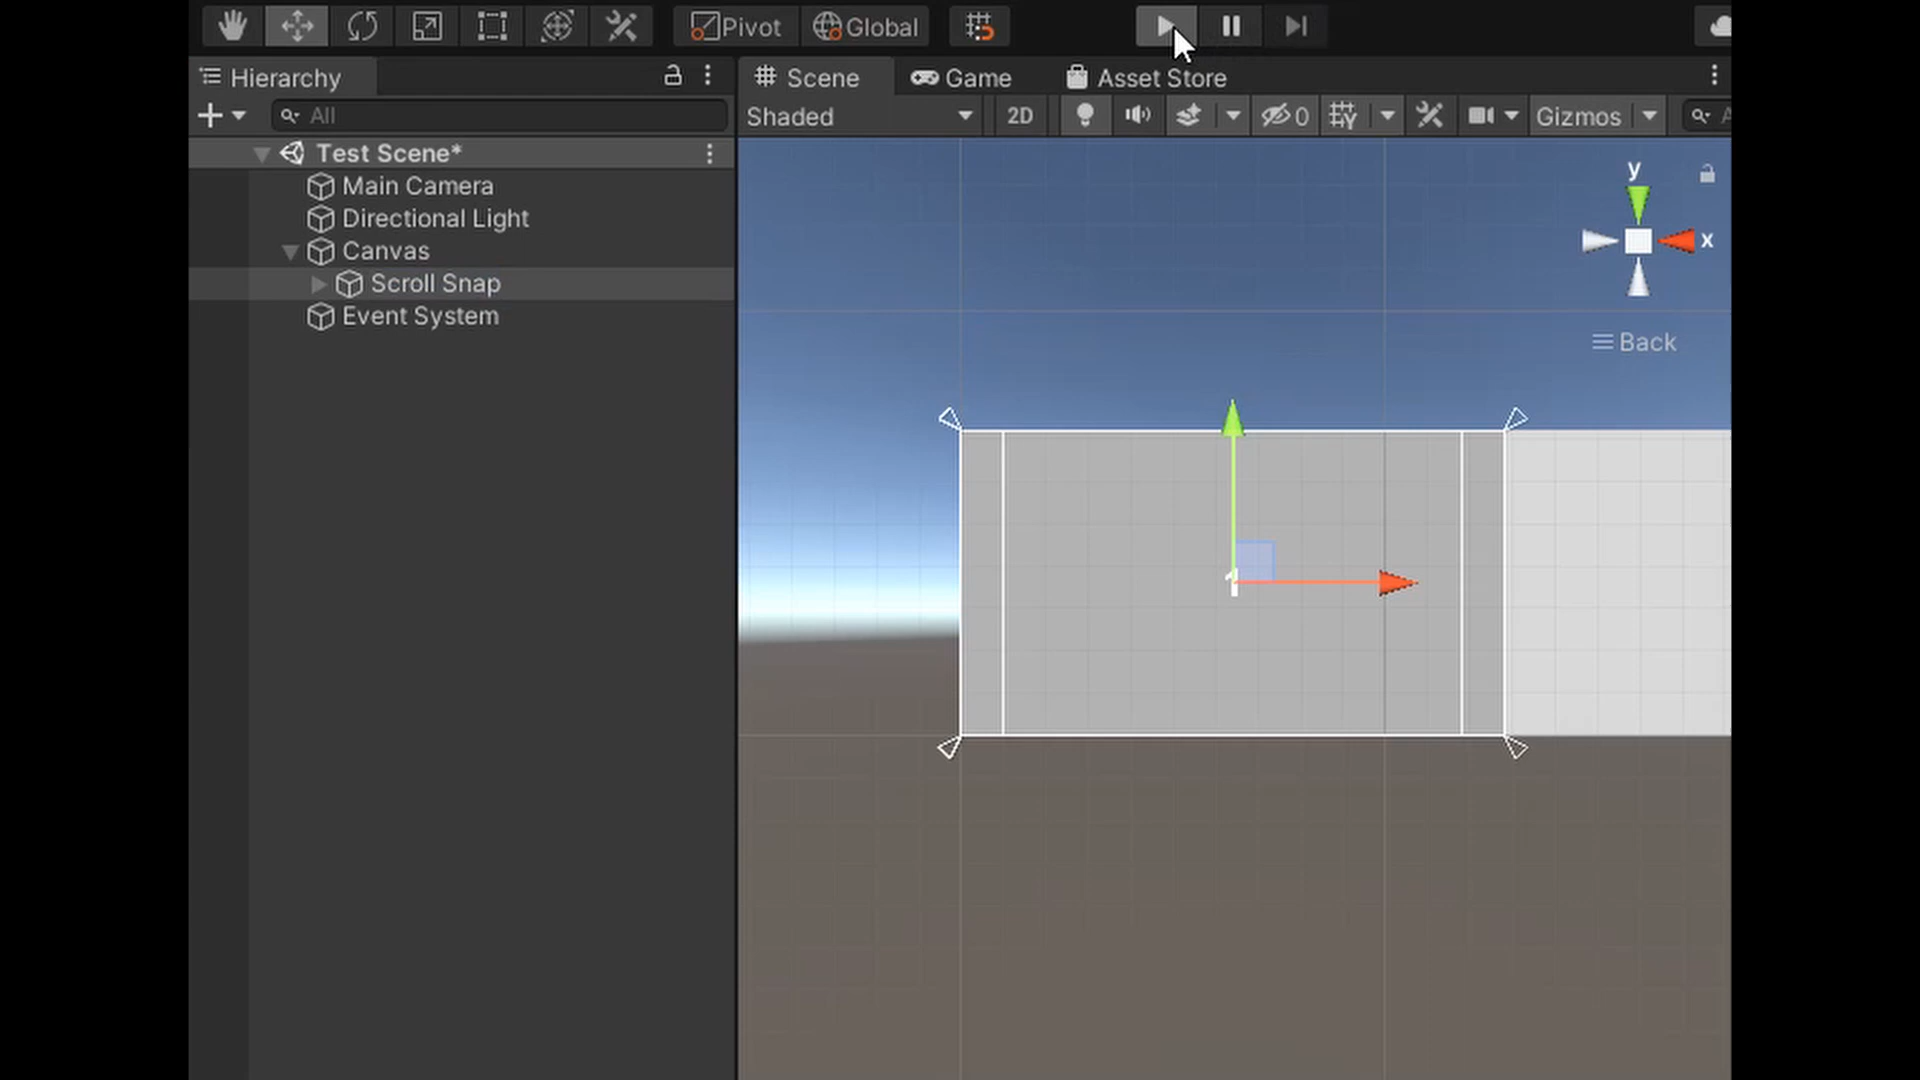 Pivot Global
Hierarchy
Scene Game Asset Store
All
Shaded 2D 0 Gizmos
Test Scene*
Main Camera
Directional Light
Canvas
Scroll Snap
Event System
y
x
Back
1